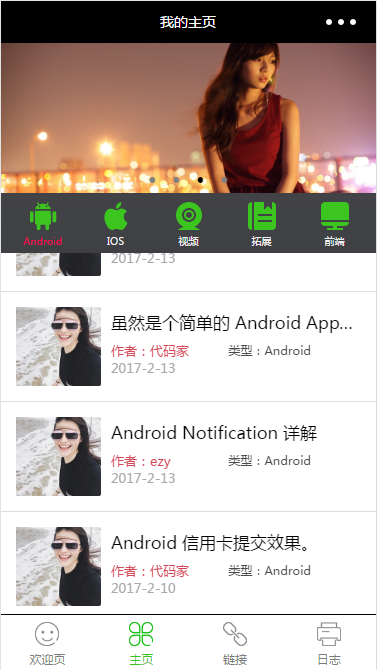 我的主页
Android
IOS
视频
拓展
前端
2017-2-13
虽然是个简单的 Android App...
作者：代码家 类型：Android
2017-2-13
Android Notification 详解
作者：ezy 类型：Android
2017-2-13
Android 信用卡提交效果。
作者：代码家 类型：Android
2017-2-10
欢迎页
主页
链接
日志